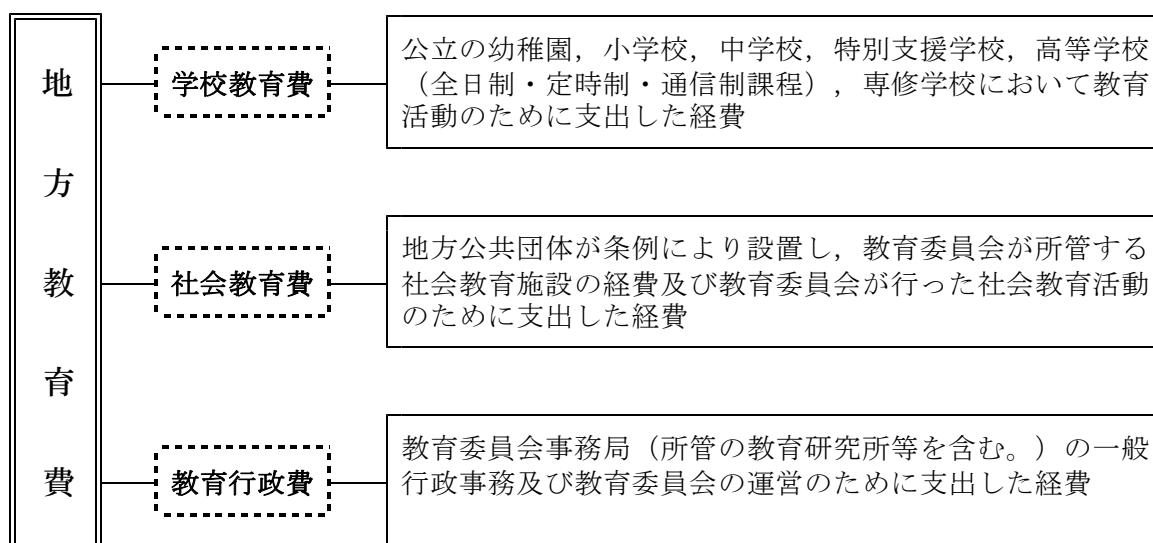 地方教育費
学校教育費
公立の幼稚園，小学校，中学校，特別支援学校，高等学校
（全日制・定時制・通信制課程），専修学校において教育
活動のために支出した経費
社会教育費
地方公共団体が条例により設置し，教育委員会が所管する
社会教育施設の経費及び教育委員会が行った社会教育活動
のために支出した経費
教育行政費
教育委員会事務局（所管の教育研究所等を含む。）の一般
行政事務及び教育委員会の運営のために支出した経費